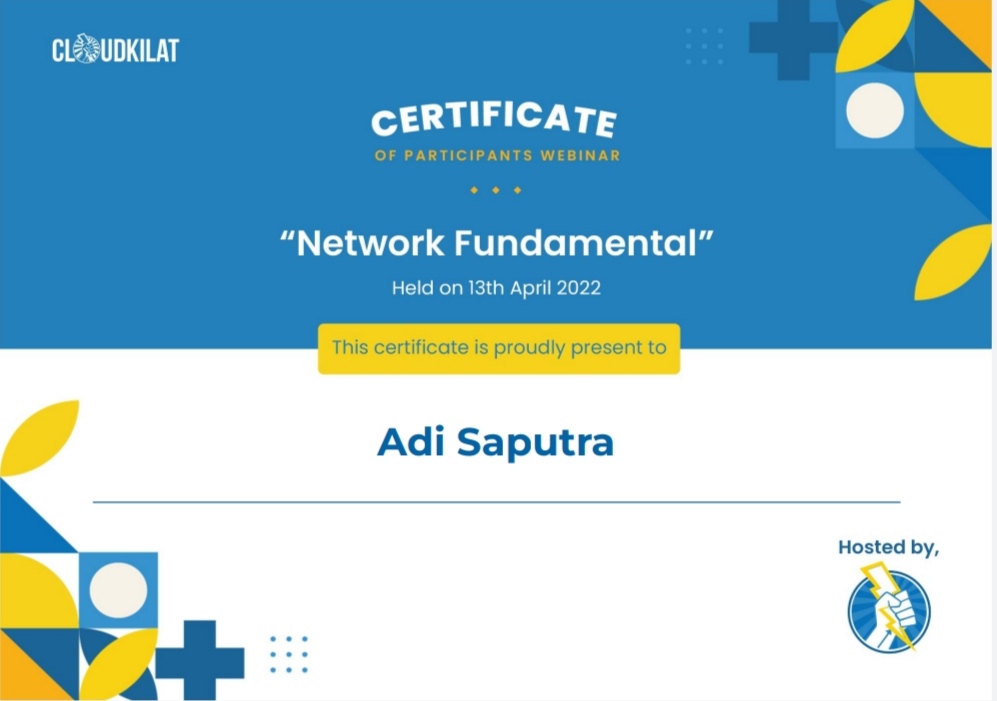 CLOUDKILAT
CERTIFICATE
OF PARTICIPANTS WEBINAR
“Network Fundamental”
Held on 13th April 2022
This certificate is proudly present to
Adi Saputra
Hosted by,